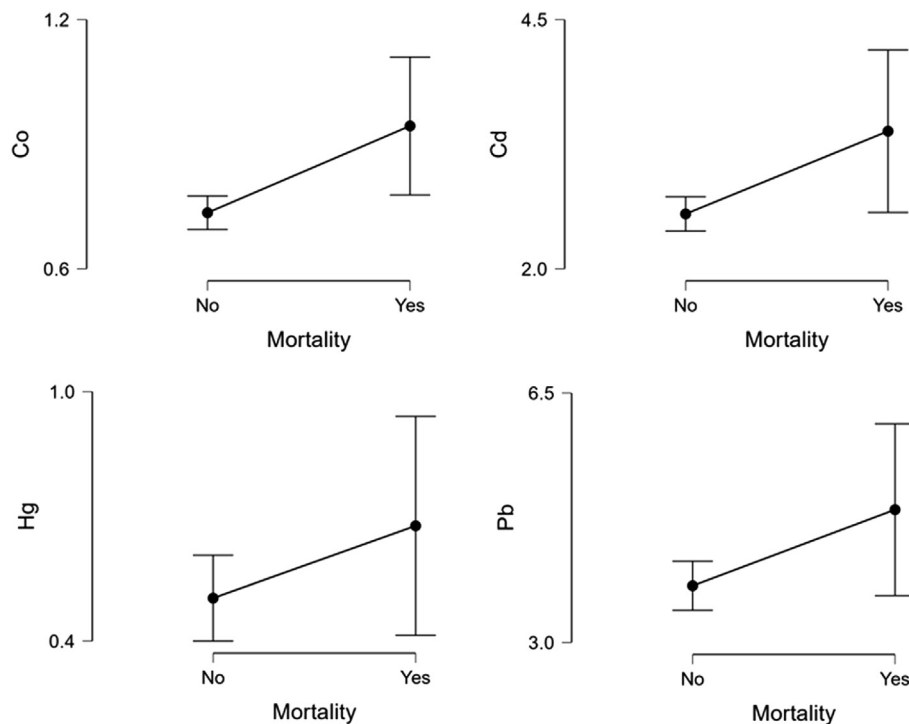 1.2
Co
0.6
No Yes
Mortality
4.5
Cd
2.0
No Yes
Mortality
1.0
Hg
0.4
No Yes
Mortality
6.5
Pb
3.0
No Yes
Mortality